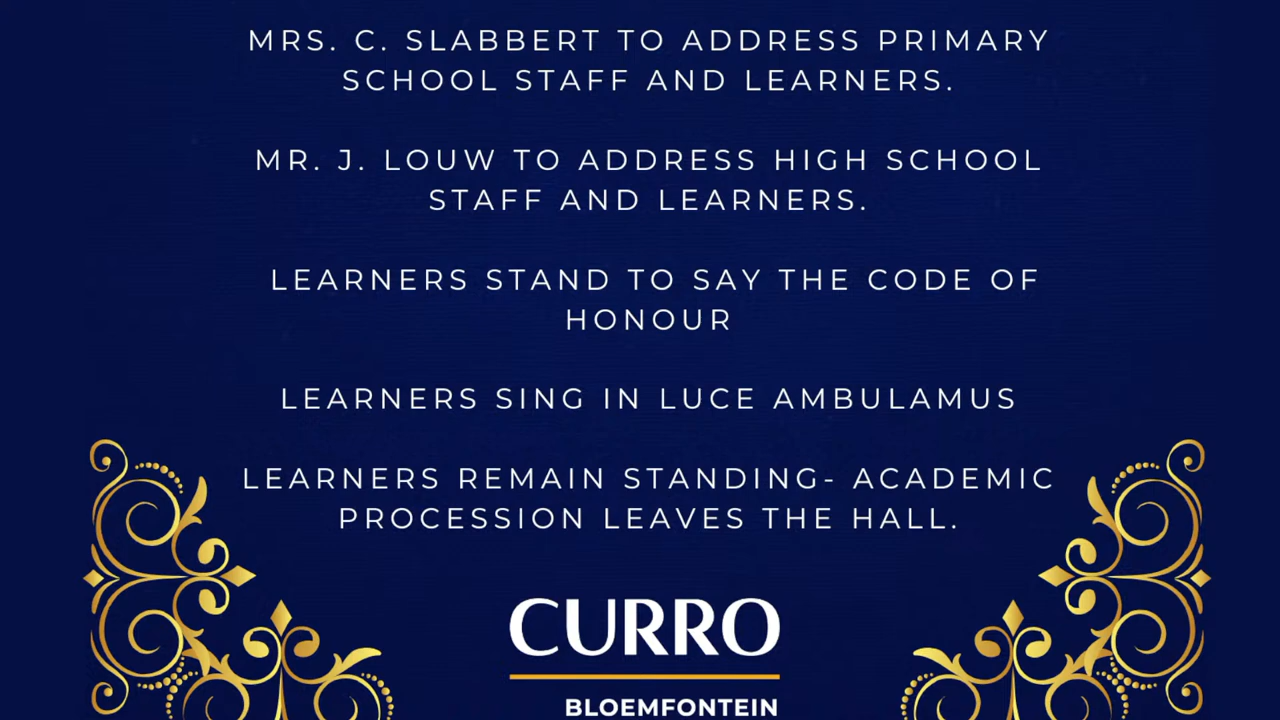 MRS. C. SLABBERT TO ADDRESS PRIMARY
SCHOOL STAFF AND LEARNERS.
MR. J. LOUW TO ADDRESS HIGH SCHOOL
STAFF AND LEARNERS.
LEARNERS STAND TO SAY THE CODE OF
HONOUR
LEARNERS SING IN LUCE AMBULAMUS
LEARNERS REMAIN STANDING- ACADEMIC
PROCESSION LEAVES THE HALL.
CURRO
BLOEMFONTEIN